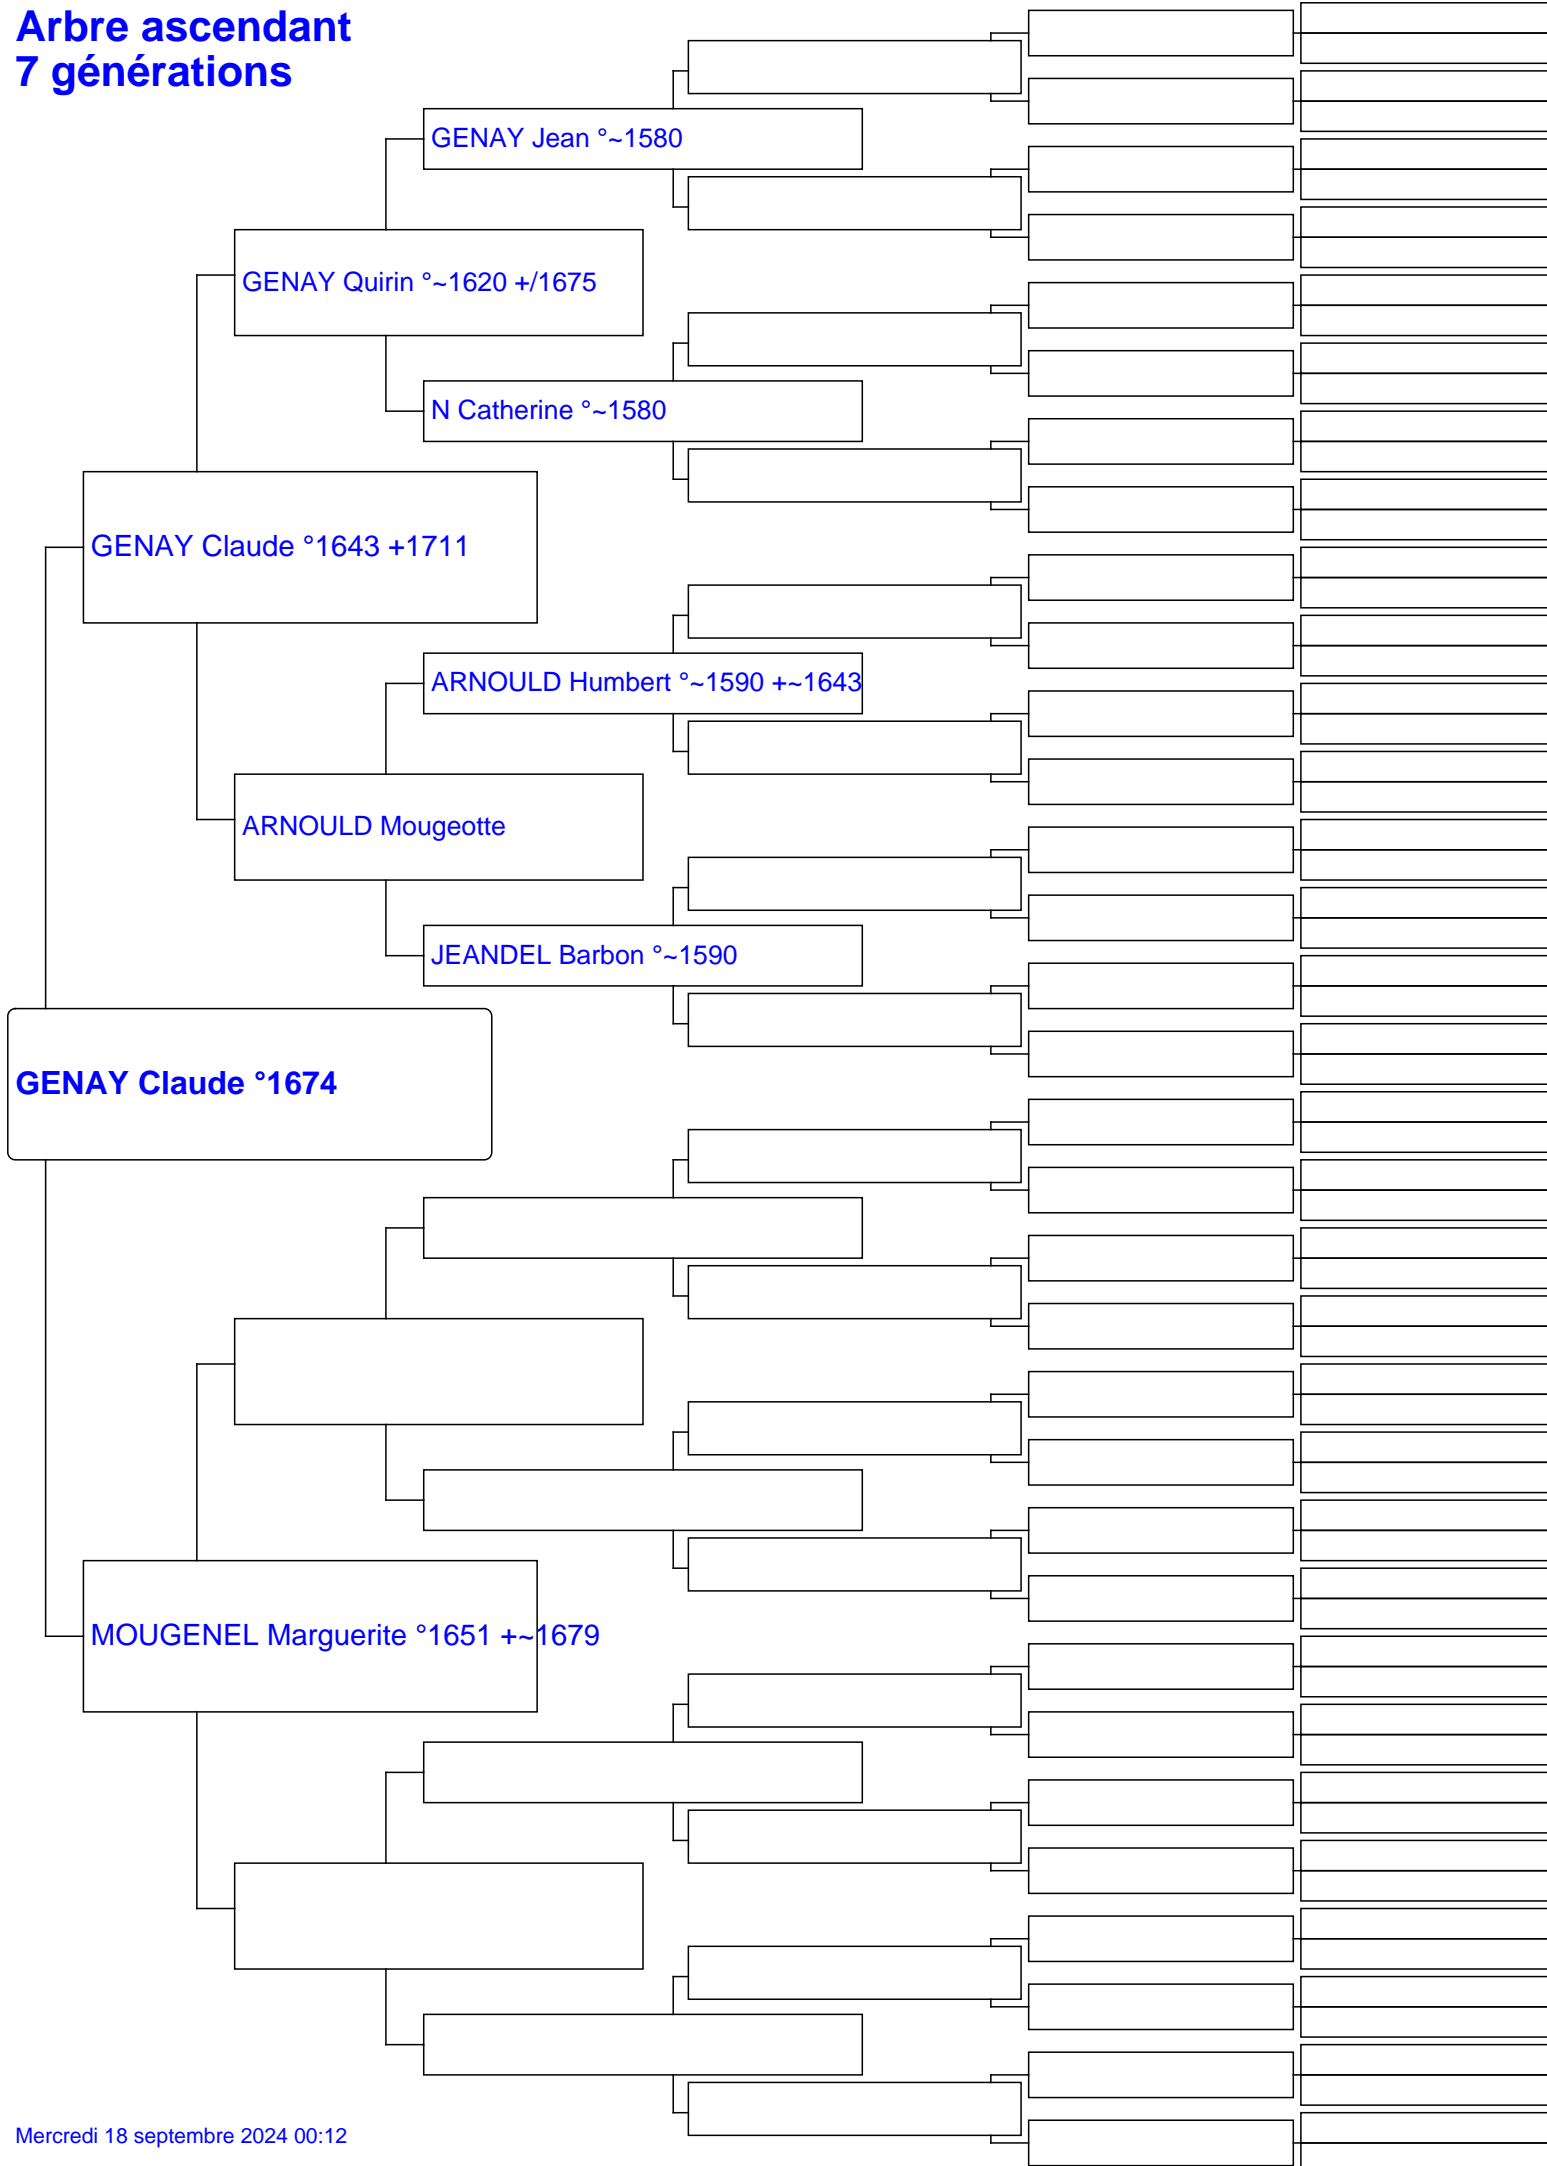 Arbre ascendant
7 générations
GENAY Jean °~1580
GENAY Quirin °~1620 +/1675
N Catherine °~1580
GENAY Claude °1643 +1711
ARNOULD Humbert °~1590 +~1643
ARNOULD Mougeotte
JEANDEL Barbon °~1590
GENAY Claude °1674
MOUGENEL Marguerite °1651 +~1679
Mercredi 18 septembre 2024 00:12